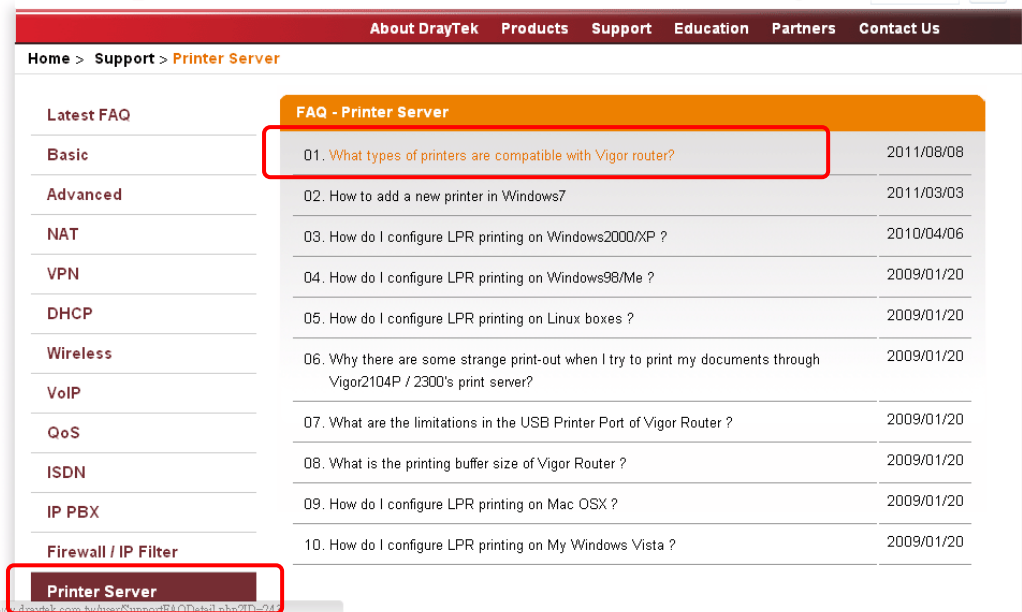 About DrayTek Products Support Education Partners Contact Us
Home > Support > Printer Server
Latest FAQ
Basic
Advanced
NAT
VPN
DHCP
Wireless
VoIP
QoS
ISDN
IP PBX
Firewall / IP Filter
Printer Server
FAQ - Printer Server
01. What types of printers are compatible with Vigor router? 2011/08/08
02. How to add a new printer in Windows7 2011/03/03
03. How do I configure LPR printing on Windows2000/XP ? 2010/04/06
04. How do I configure LPR printing on Windows98/Me ? 2009/01/20
05. How do I configure LPR printing on Linux boxes ? 2009/01/20
06. Why there are some strange print-out when I try to print my documents through 2009/01/20
Vigor2104P / 2300's print server?
07. What are the limitations in the USB Printer Port of Vigor Router ? 2009/01/20
08. What is the printing buffer size of Vigor Router ? 2009/01/20
09. How do I configure LPR printing on Mac OSX ? 2009/01/20
10. How do I configure LPR printing on My Windows Vista ? 2009/01/20